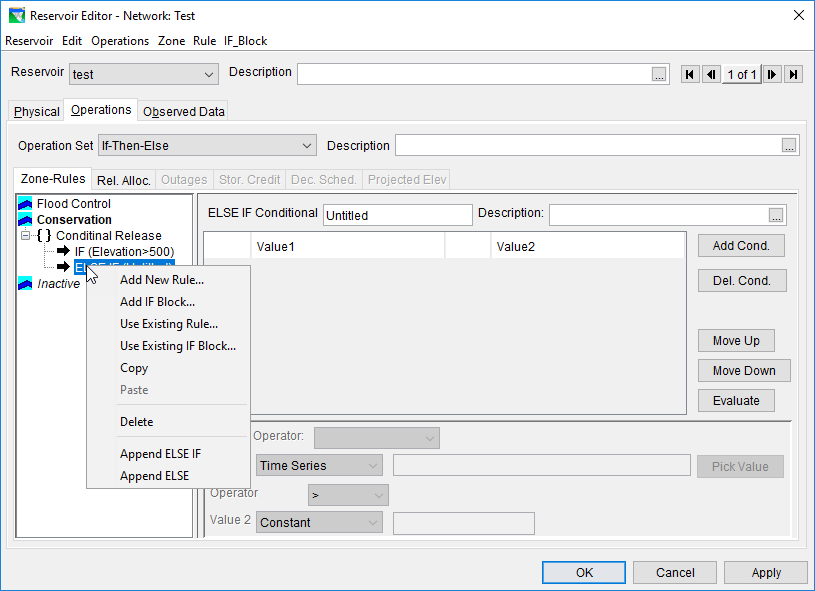 Reservoir Editor - Network: Test
Reservoir Edit Operations Zone Rule IF_Block
Reservoir test Description ... 1 of 1
Physical Operations Observed Data
Operation Set If-Then-Else Description ...
Zone-Rules Rel. Alloc. Outages Stor. Credit Dec. Sched. Projected Elev
Flood Control
Conservation
{ } Conditinal Release
IF (Elevation>500)
ELSE IF (Untitled)
Inactive
Add New Rule...
Add IF Block...
Use Existing Rule...
Use Existing IF Block...
Copy
Paste
Delete
Append ELSE IF
Append ELSE
ELSE IF Conditional Untitled Description: ...
Value1 Value2
Add Cond.
Del. Cond.
Move Up
Move Down
Evaluate
Operator:
Time Series Pick Value
Operator >
Value 2 Constant
OK Cancel Apply